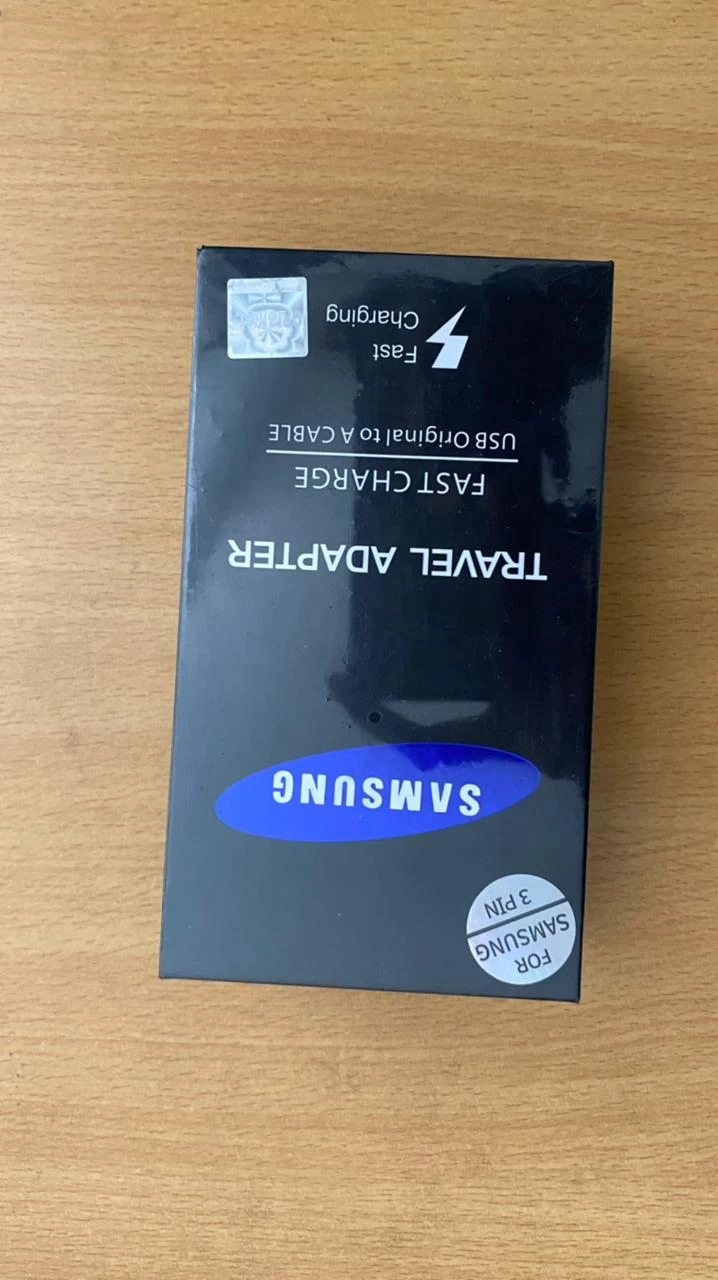 FOR
SAMSUNG
3 PIN
SAMSUNG
TRAVEL ADAPTER
FAST CHARGE
USB Original to A CABLE
Fast
Charging